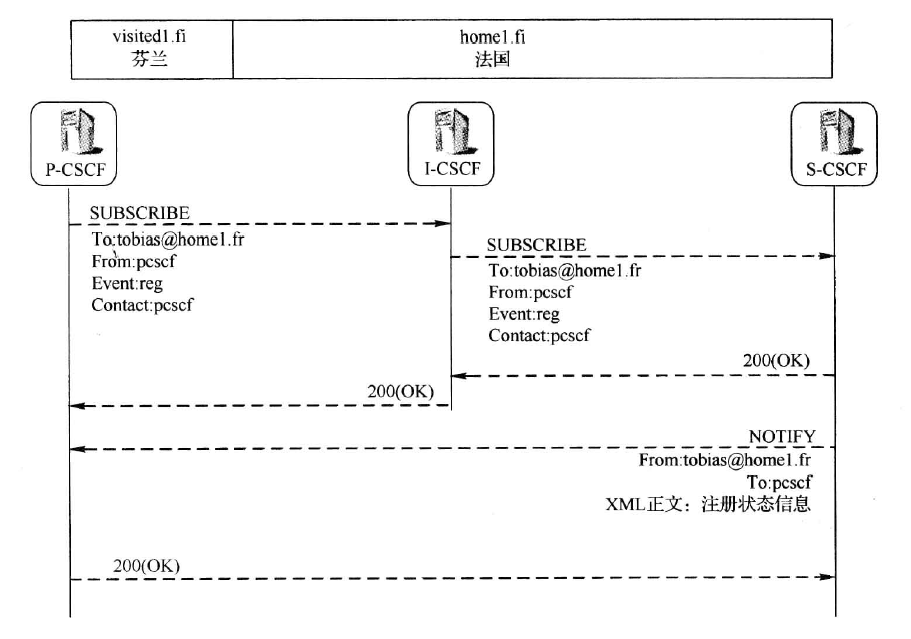 visited1.fi
芬兰
home1.fi
法国
P-CSCF
I-CSCF
S-CSCF
SUBSCRIBE
To:tobias@home1.fr
From:pcscf
Event:reg
Contact:pcscf
SUBSCRIBE
To:tobias@home1.fr
From:pcscf
Event:reg
Contact:pcscf
200(OK)
200(OK)
NOTIFY
From:tobias@home1.fr
To:pcscf
XML正文：注册状态信息
200(OK)